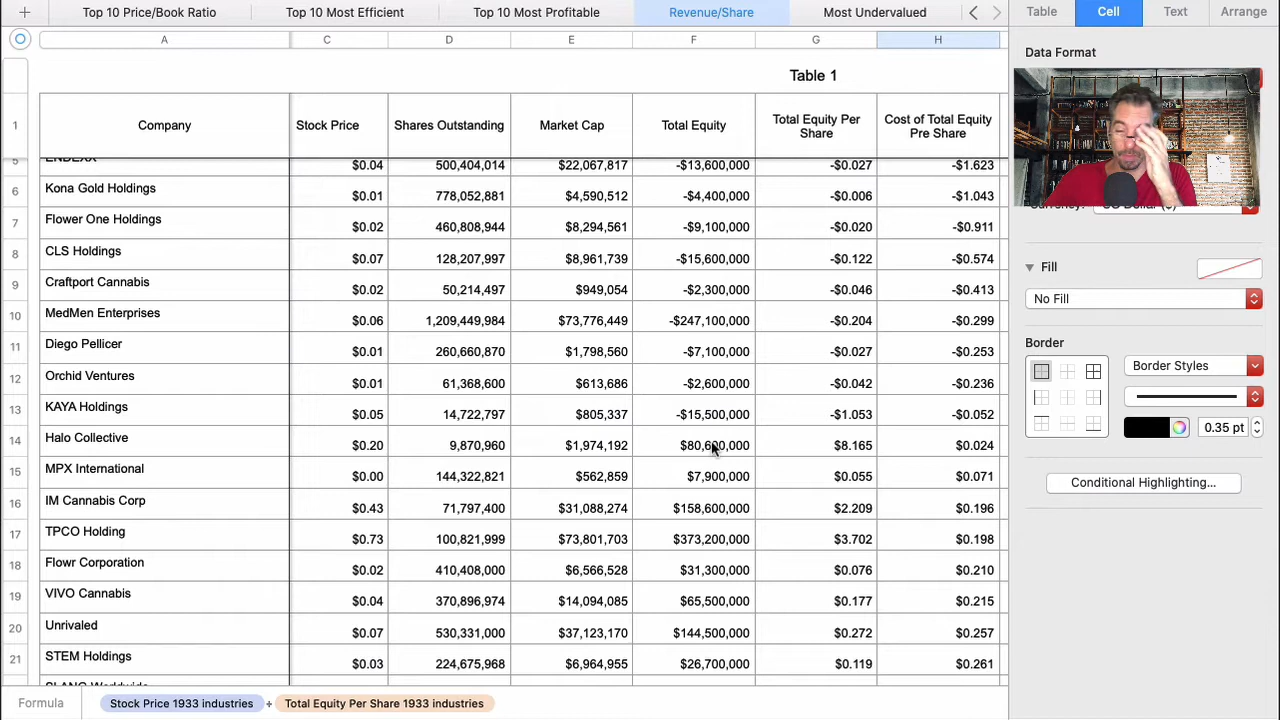 Top 10 Price/Book Ratio Top 10 Most Efficient Top 10 Most Profitable Revenue/Share Most Undervalued Table Cell Text Arrange
A C D E F G H
Data Format
Table 1
1 Company Stock Price Shares Outstanding Market Cap Total Equity Total Equity Per Share Cost of Total Equity Pre Share
5 ENDEXX $0.04 500,404,014 $22,067,817 -$13,600,000 -$0.027 -$1.623
6 Kona Gold Holdings $0.01 778,052,881 $4,590,512 -$4,400,000 -$0.006 -$1.043
7 Flower One Holdings $0.02 460,808,944 $8,294,561 -$9,100,000 -$0.020 -$0.911
8 CLS Holdings $0.07 128,207,997 $8,961,739 -$15,600,000 -$0.122 -$0.574
9 Craftport Cannabis $0.02 50,214,497 $949,054 -$2,300,000 -$0.046 -$0.413
10 MedMen Enterprises $0.06 1,209,449,984 $73,776,449 -$247,100,000 -$0.204 -$0.299
11 Diego Pellicer $0.01 260,660,870 $1,798,560 -$7,100,000 -$0.027 -$0.253
12 Orchid Ventures $0.01 61,368,600 $613,686 -$2,600,000 -$0.042 -$0.236
13 KAYA Holdings $0.05 14,722,797 $805,337 -$15,500,000 -$1.053 -$0.052
14 Halo Collective $0.20 9,870,960 $1,974,192 $80,600,000 $8.165 $0.024
15 MPX International $0.00 144,322,821 $562,859 $7,900,000 $0.055 $0.071
16 IM Cannabis Corp $0.43 71,797,400 $31,088,274 $158,600,000 $2.209 $0.196
17 TPCO Holding $0.73 100,821,999 $73,801,703 $373,200,000 $3.702 $0.198
18 Flowr Corporation $0.02 410,408,000 $6,566,528 $31,300,000 $0.076 $0.210
19 VIVO Cannabis $0.04 370,896,974 $14,094,085 $65,500,000 $0.177 $0.215
20 Unrivaled $0.07 530,331,000 $37,123,170 $144,500,000 $0.272 $0.257
21 STEM Holdings $0.03 224,675,968 $6,964,955 $26,700,000 $0.119 $0.261
Fill
No Fill
Border
Border Styles
0.35 pt
Conditional Highlighting...
Formula Stock Price 1933 industries + Total Equity Per Share 1933 industries